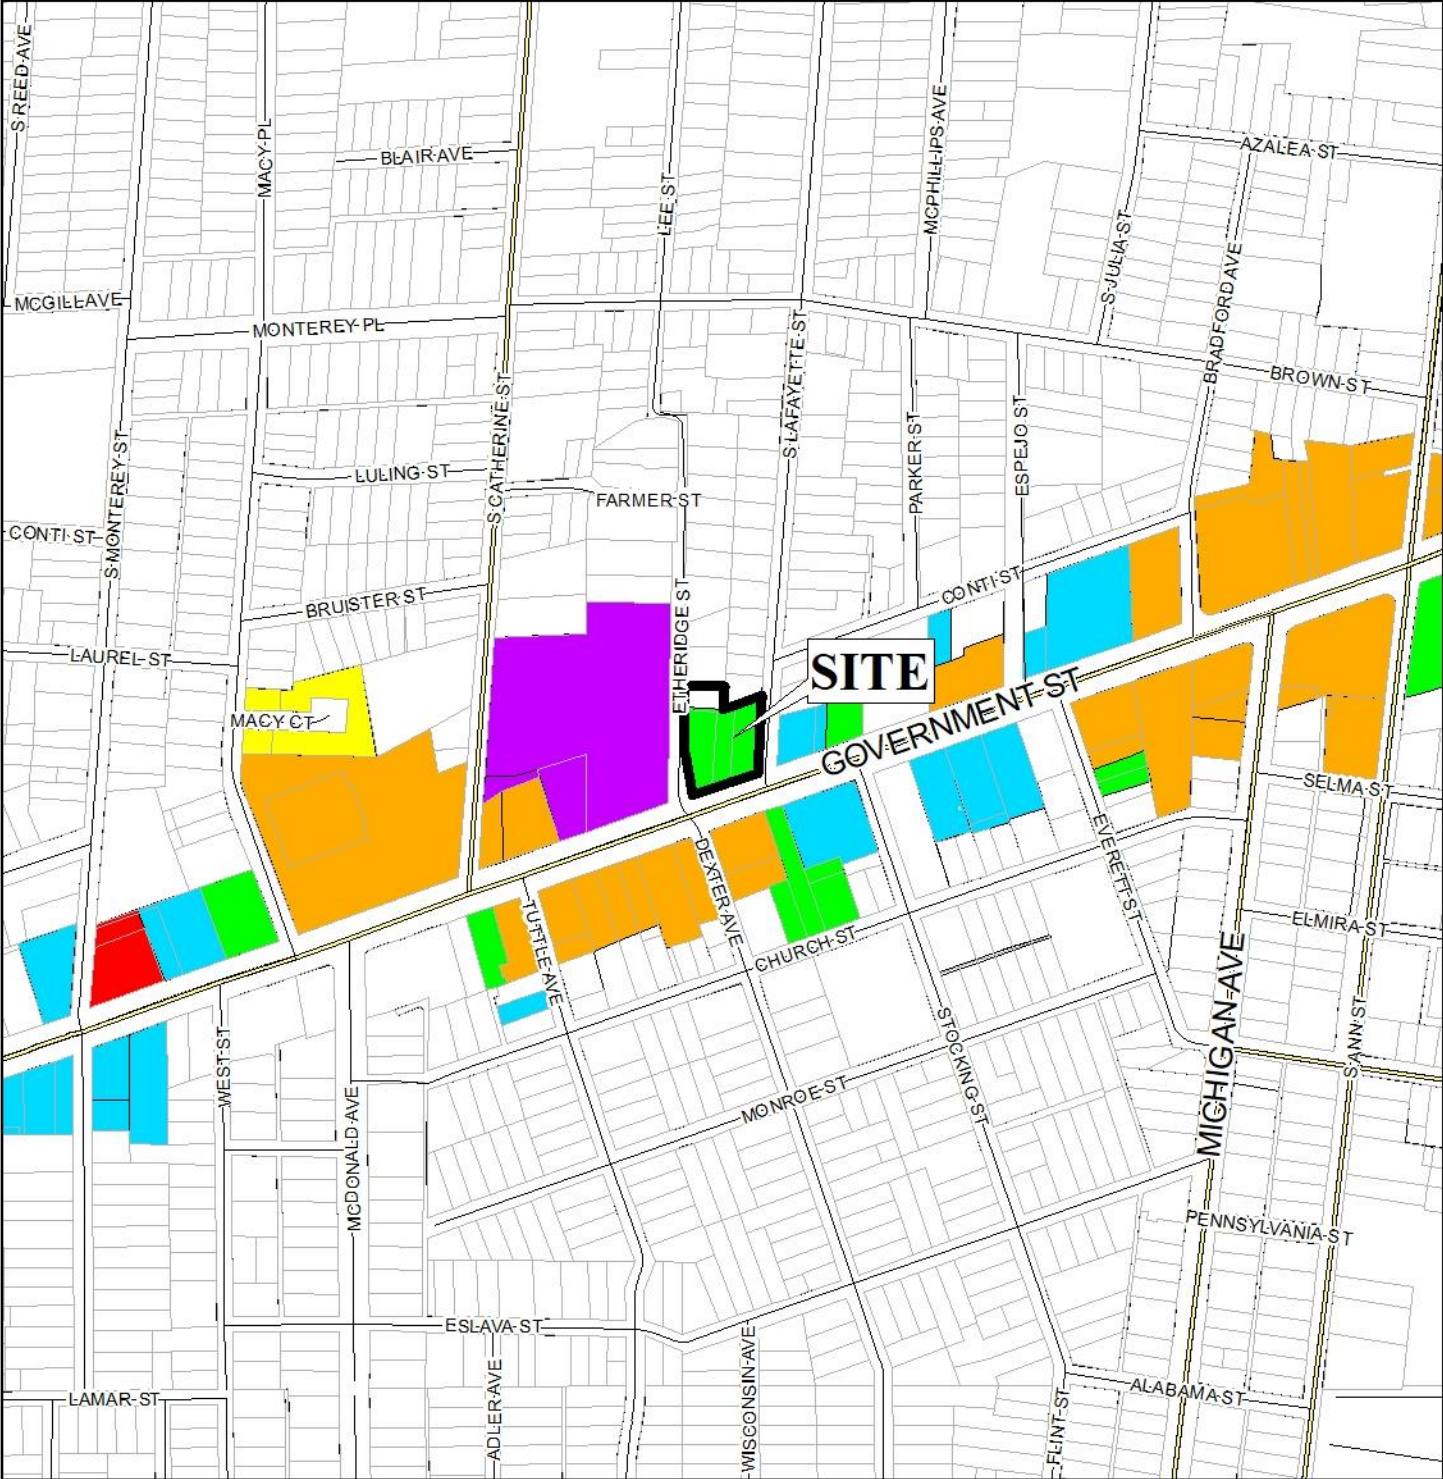 S REED AVE
MACY PL
BLAIR AVE
LEE ST
MCPHILLIPS AVE
AZALEA ST
S JULIA ST
BRADFORD AVE
MCGILL AVE
MONTEREY PL
S LAFAYETTE ST
BROWN ST
S CATHERINE ST
S MONTEREY ST
LULING ST
FARMER ST
PARKER ST
ESPEJO ST
CONTI ST
BRUISTER ST
CONTI ST
ETHERIDGE ST
LAUREL ST
SITE
MACY CT
GOVERNMENT ST
SELMA ST
DEXTER AVE
EVERETT ST
TUTTLE AVE
CHURCH ST
ELMIRA ST
MICHIGAN AVE
WEST ST
STOCKING ST
S ANN ST
MCDONALD AVE
MONROE ST
PENNSYLVANIA ST
ESLAVA ST
ADLER AVE
WISCONSIN AVE
LAMAR ST
FLINT ST
ALABAMA ST